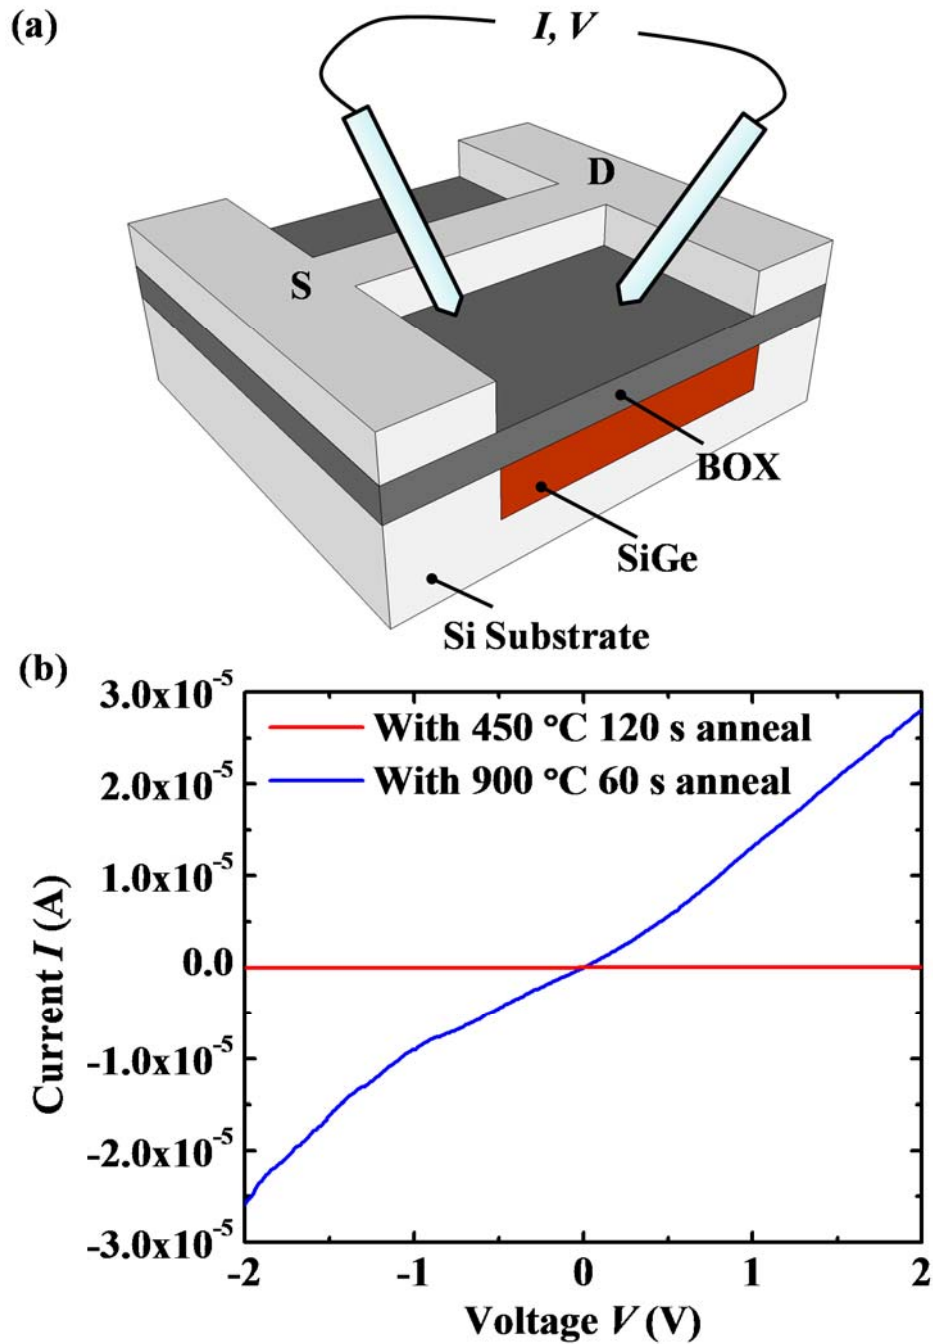 (a)
I, V
D
S
BOX
SiGe
Si Substrate
(b)
3.0x10⁻⁵
With 450 °C 120 s anneal
With 900 °C 60 s anneal
2.0x10⁻⁵
1.0x10⁻⁵
0.0
-1.0x10⁻⁵
-2.0x10⁻⁵
-3.0x10⁻⁵
Current I (A)
-2 -1 0 1 2
Voltage V (V)